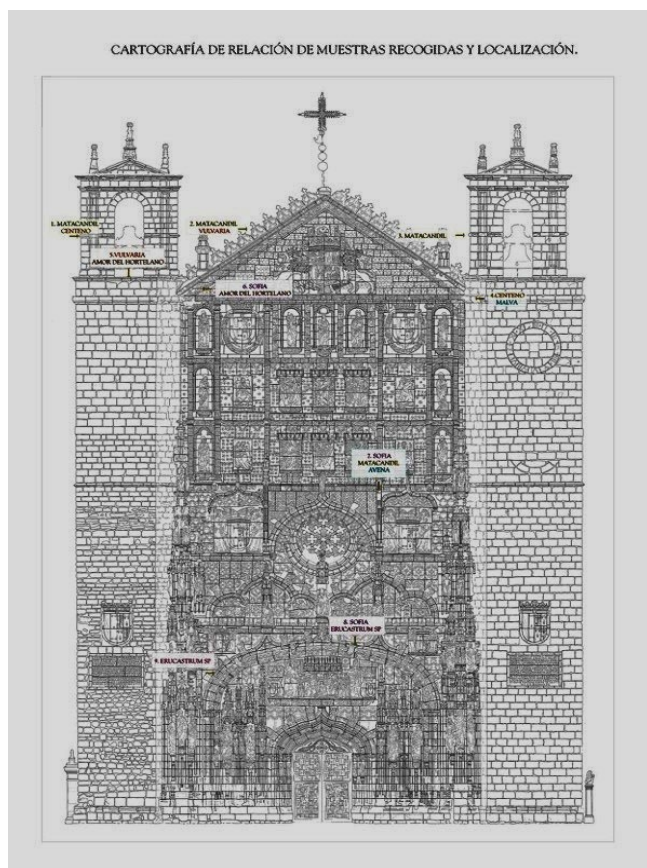 CARTOGRAFÍA DE RELACIÓN DE MUESTRAS RECOGIDAS Y LOCALIZACIÓN.
1. MATACANDIL
CENTENO
2. MATACANDIL
VULVARIA
3. MATACANDIL
5.VULVARIA
AMOR DEL HORTELANO
6. SOFIA
AMOR DEL HORTELANO
4.CENTENO
MALVA
7. SOFIA
MATACANDIL
AVENA
8. SOFIA
ERUCASTRUM SP
9. ERUCASTRUM SP